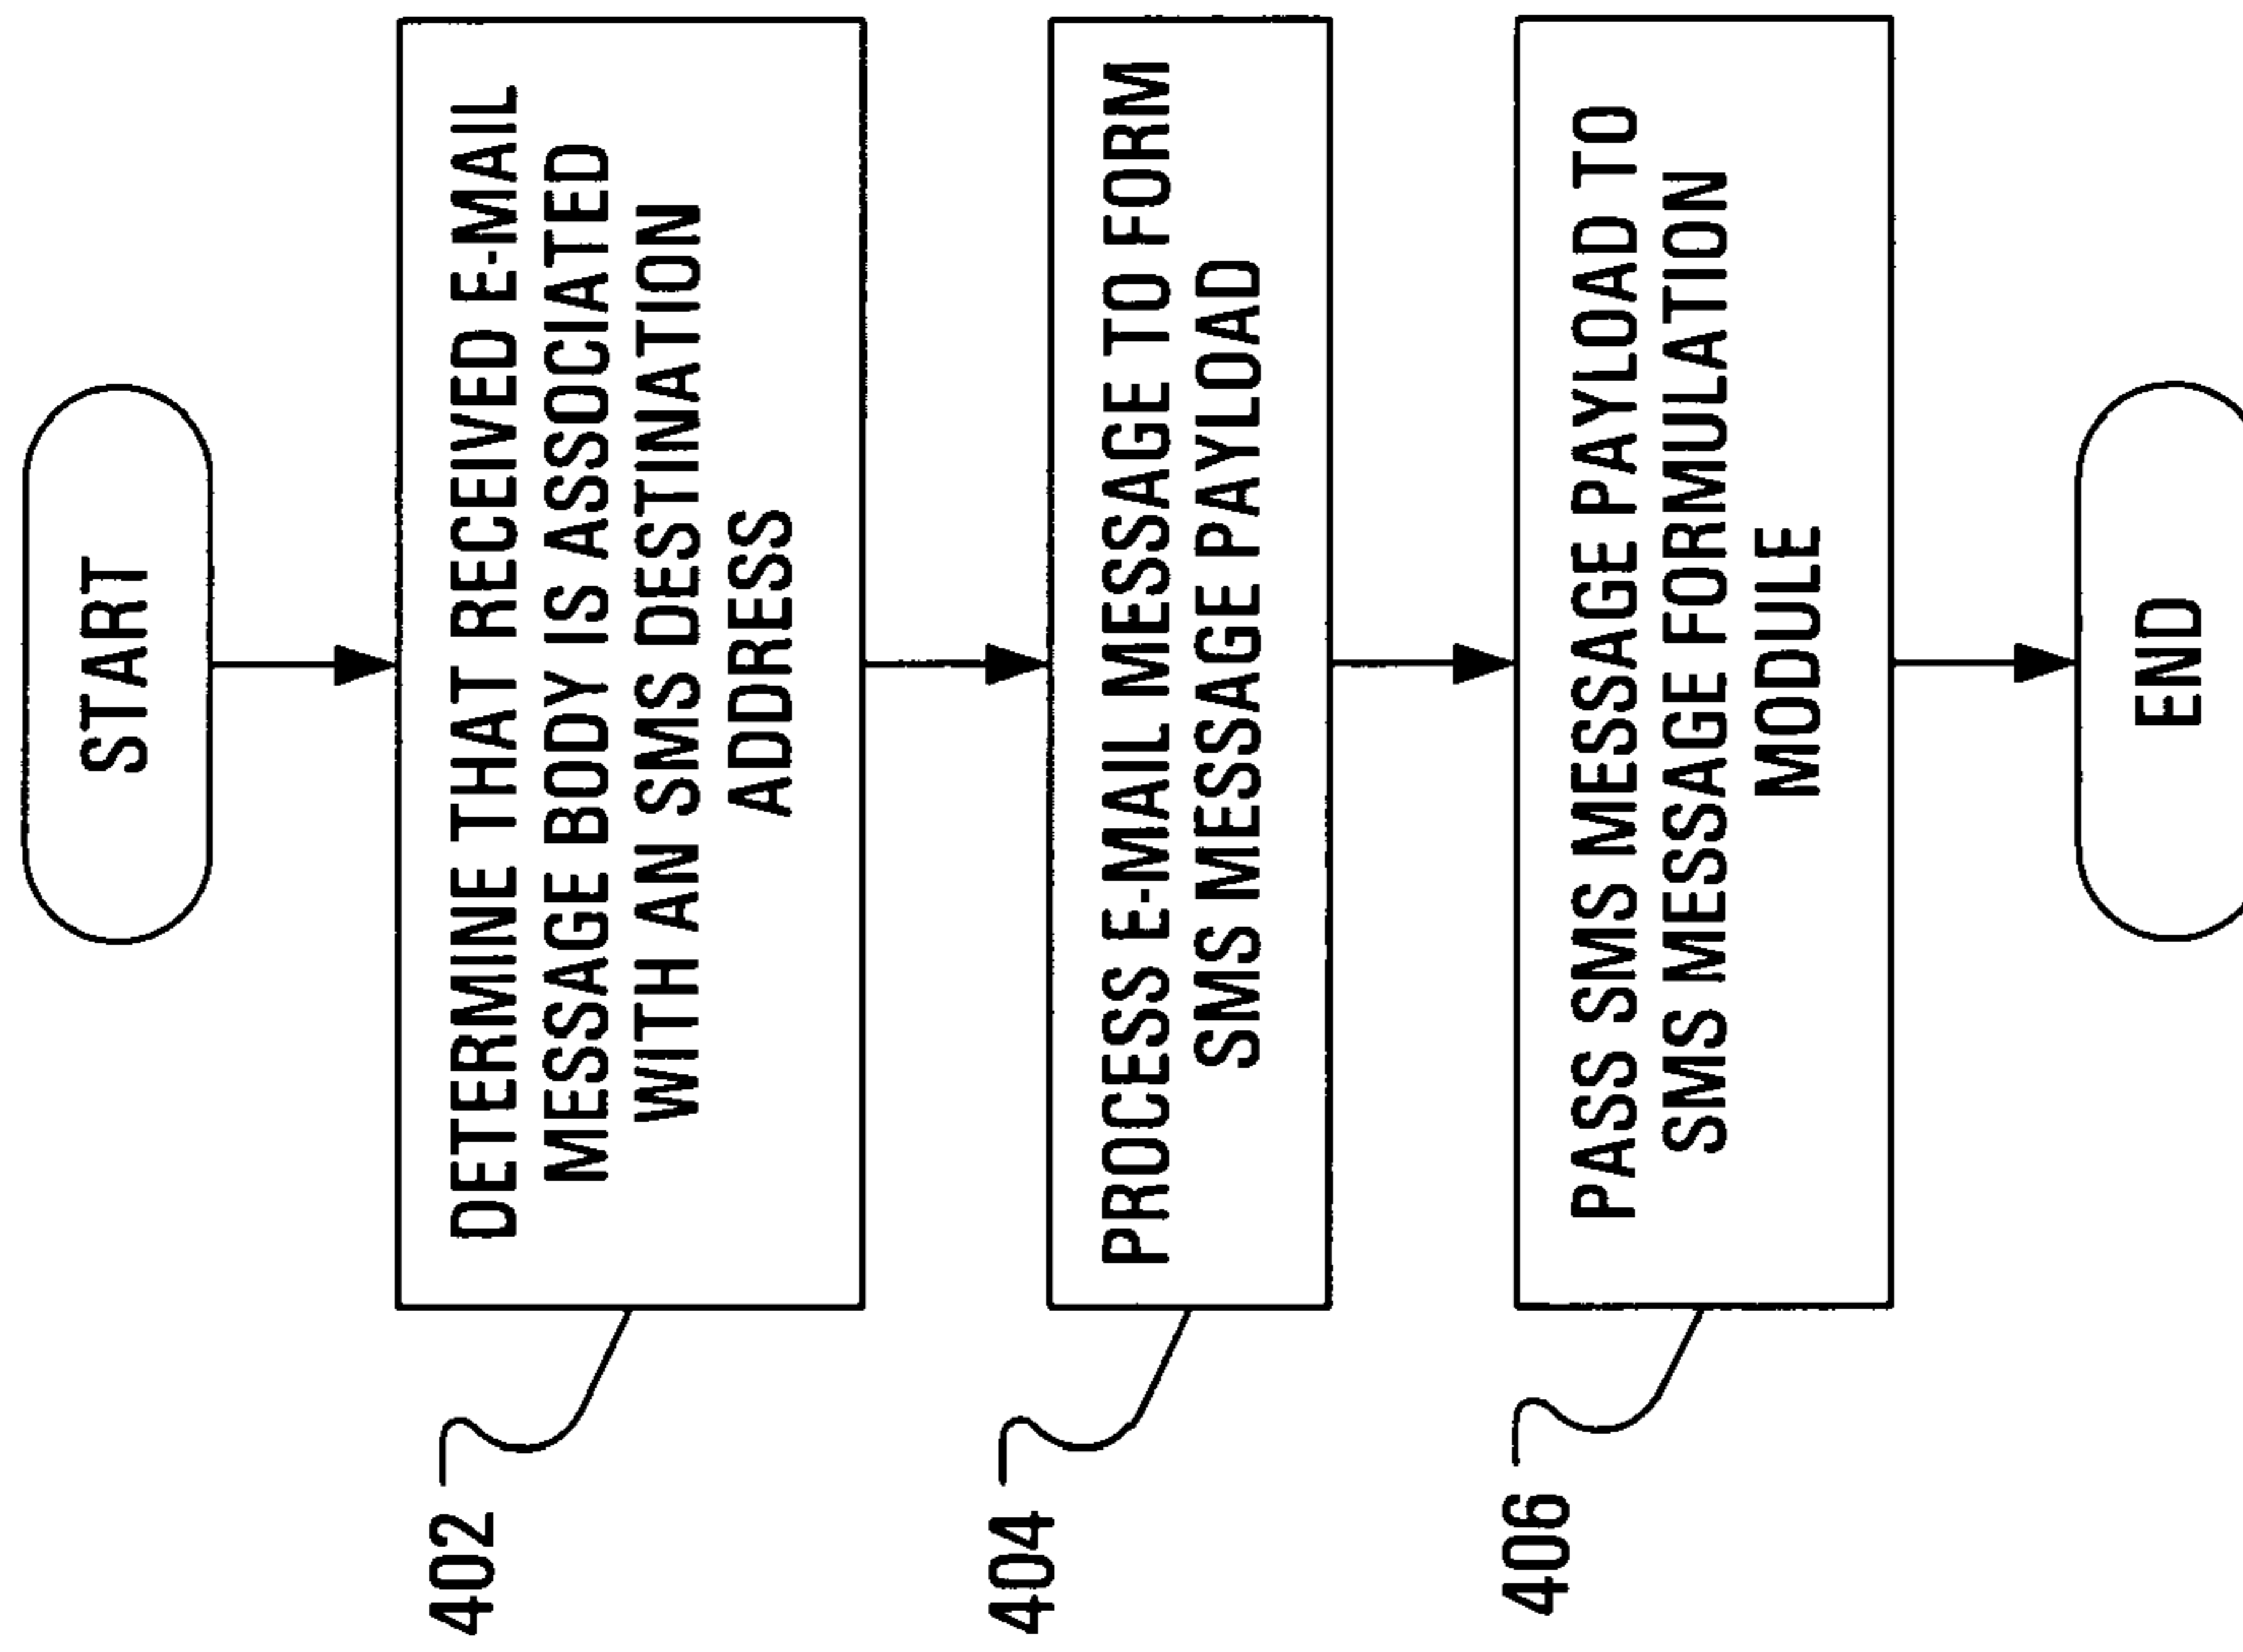 START
402
DETERMINE THAT RECEIVED E-MAIL
MESSAGE BODY IS ASSOCIATED
WITH AN SMS DESTINATION
ADDRESS
404
PROCESS E-MAIL MESSAGE TO FORM
SMS MESSAGE PAYLOAD
406
PASS SMS MESSAGE PAYLOAD TO
SMS MESSAGE FORMULATION
MODULE
END